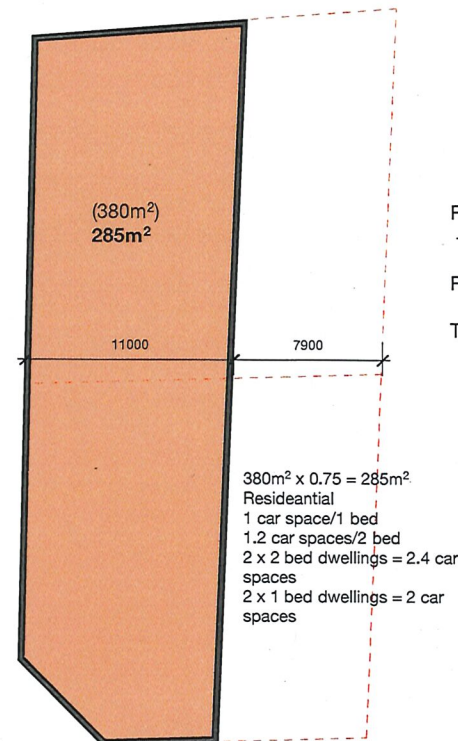 (380m²)
285m²
F
F
T
11000
7900
380m² x 0.75 = 285m²
Resideantial
1 car space/1 bed
1.2 car spaces/2 bed
2 x 2 bed dwellings = 2.4 car
spaces
2 x 1 bed dwellings = 2 car
spaces